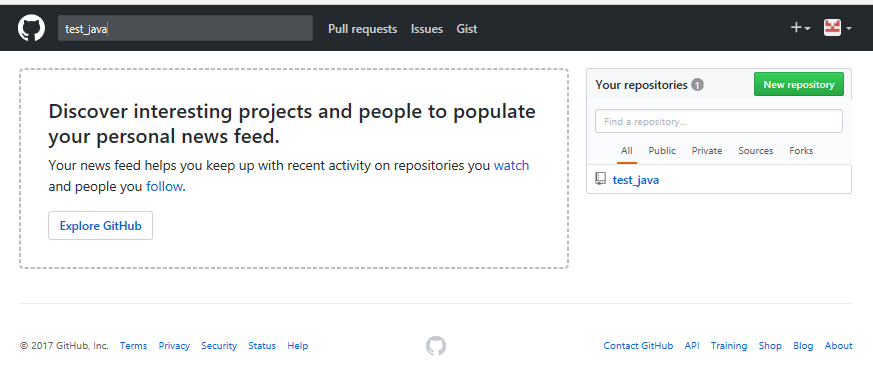 test_java
Pull requests Issues Gist
Discover interesting projects and people to populate
your personal news feed.
Your news feed helps you keep up with recent activity on repositories you watch
and people you follow.
Explore GitHub
Your repositories 1 New repository
Find a repository...
All Public Private Sources Forks
test_java
© 2017 GitHub, Inc. Terms Privacy Security Status Help
Contact GitHub API Training Shop Blog About